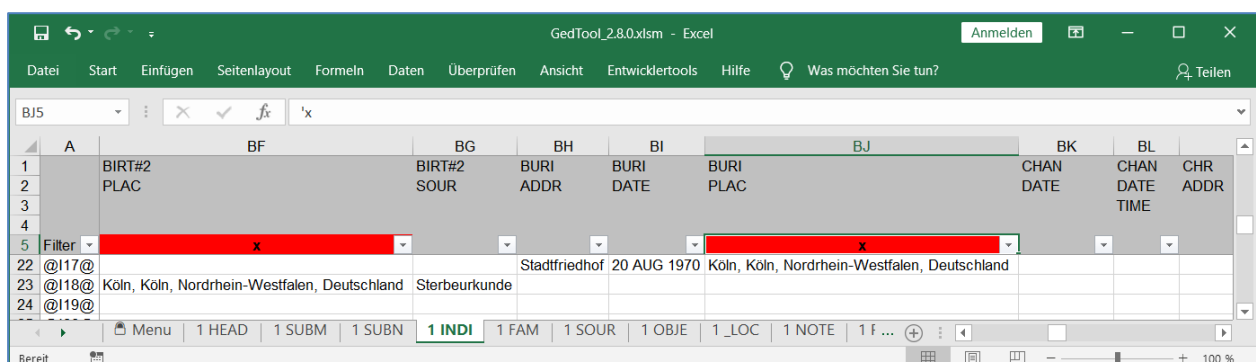 GedTool_2.8.0.xlsm - Excel Anmelden
Datei Start Einfügen Seitenlayout Formeln Daten Überprüfen Ansicht Entwicklertools Hilfe Was möchten Sie tun? Teilen
BJ5 fx 'x
A BF BG BH BI BJ BK BL
1 BIRT#2 BIRT#2 BURI BURI BURI CHAN CHAN CHR
2 PLAC SOUR ADDR DATE PLAC DATE DATE ADDR
3 TIME
4
5 Filter x x
22 @I17@ Stadtfriedhof 20 AUG 1970 Köln, Köln, Nordrhein-Westfalen, Deutschland
23 @I18@ Köln, Köln, Nordrhein-Westfalen, Deutschland Sterbeurkunde
24 @I19@
Menu 1 HEAD 1 SUBM 1 SUBN 1 INDI 1 FAM 1 SOUR 1 OBJE 1 _LOC 1 NOTE 1 F ...
Bereit 100 %